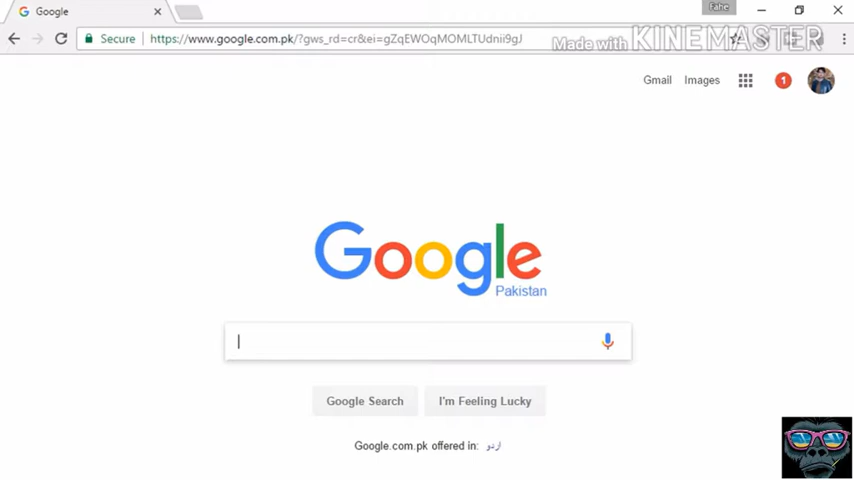 Google
Fahe
Secure
https://www.google.com.pk/?gws_rd=cr&ei=gZqEWOqMOMLTUdnii9gJ
Made with KINEMASTER
Gmail
Images
1
Google
Pakistan
Google Search
I'm Feeling Lucky
Google.com.pk offered in: اردو